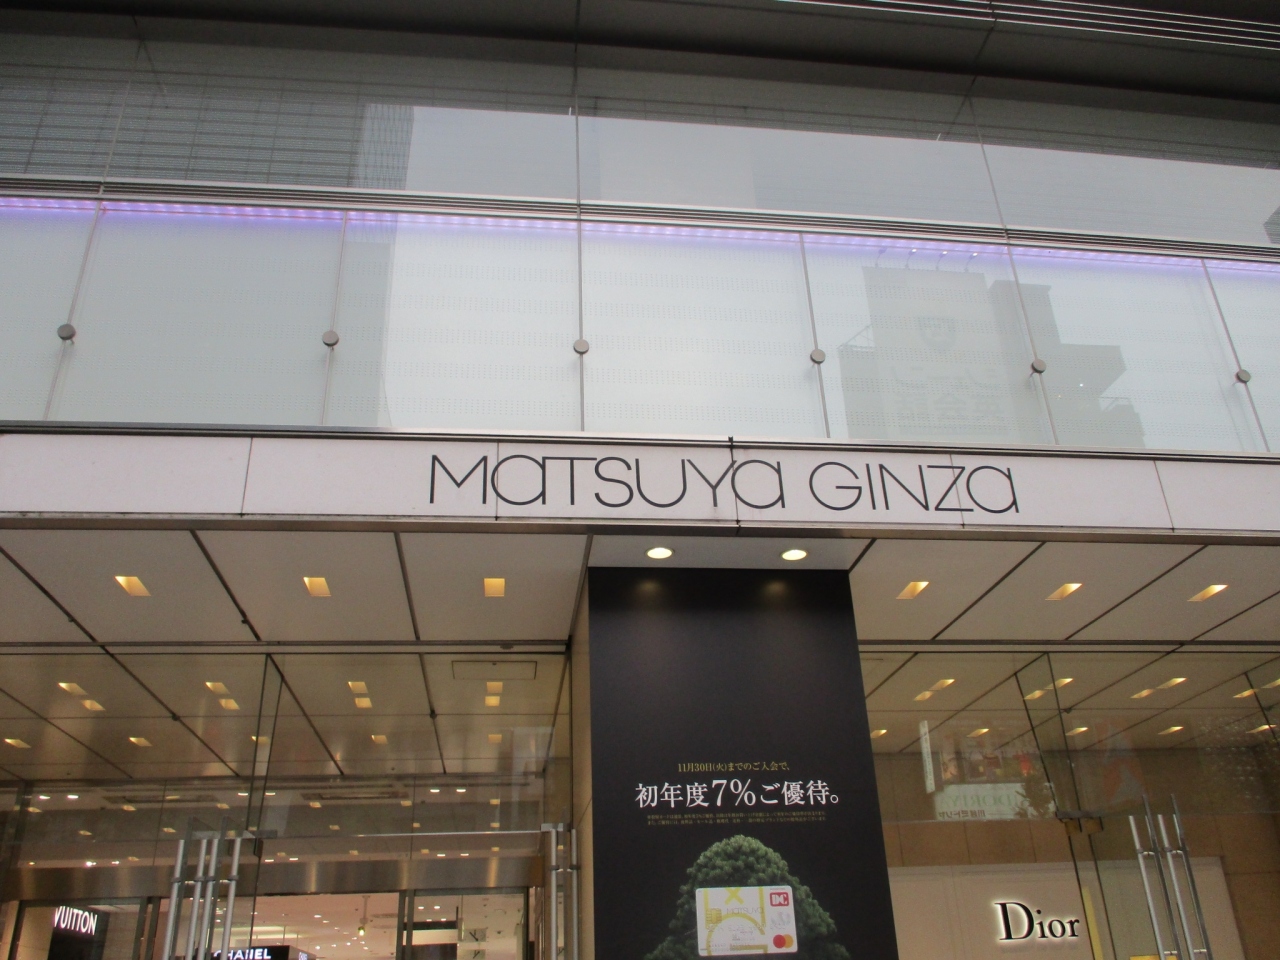 MATSUYA GINZA
11月30日(火)までのご入会で、
初年度7%ご優待。
DC
VUITTON
CHANEL
Dior